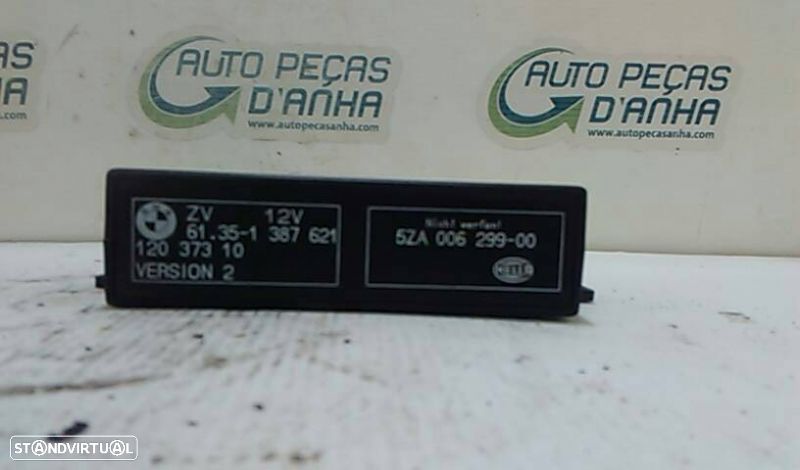 AUTO PEÇAS
D'ANHA
www.autopecasanha.com
AUTO PEÇAS
D'ANHA
www.autopecasanha.com
ZV 12V
61.35-1 387 621
120 373 10
VERSION 2
Nicht werfen!
5ZA 006 299-00
HELLA
STANDVIRTUAL